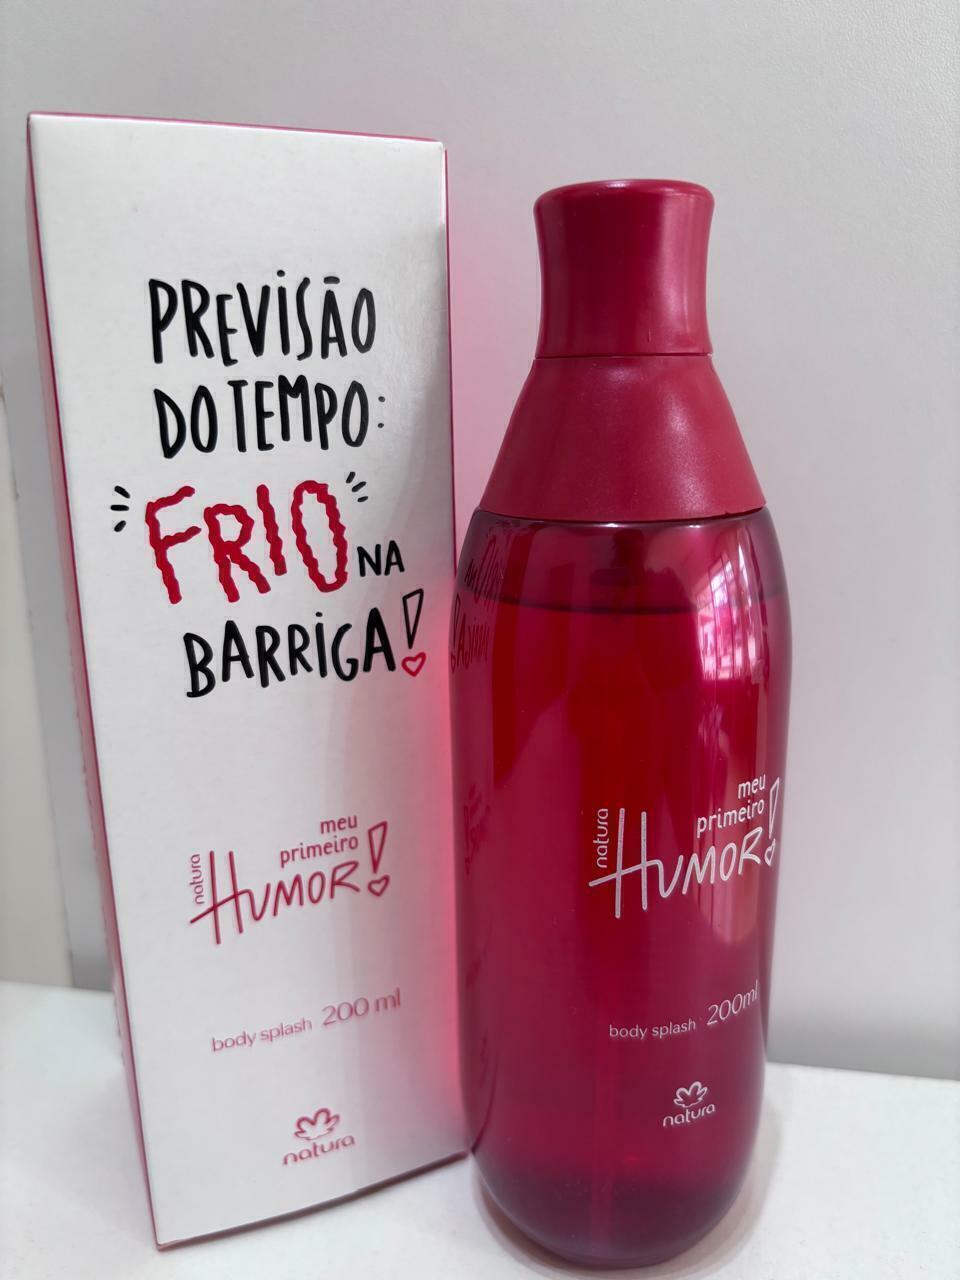 PREVISÃO
DO TEMPO:
FRIO NA
BARRIGA!
natura
meu
primeiro
HUMOR!
body splash 200 ml
natura
natura
meu
primeiro
HUMOR!
body splash 200ml
natura